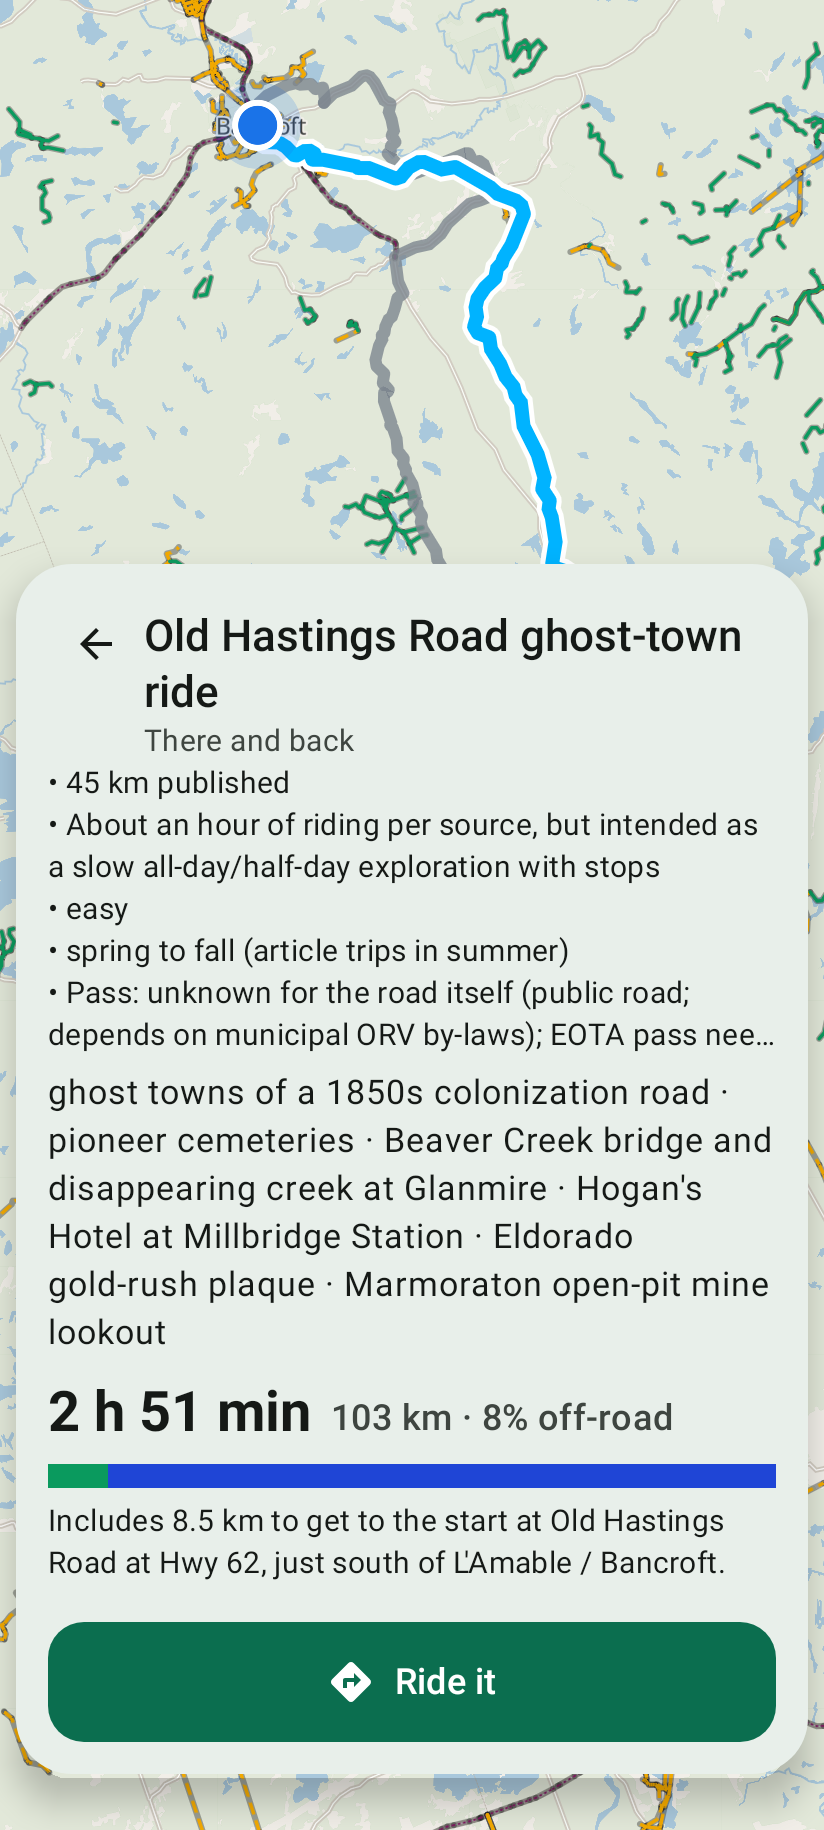 Old Hastings Road ghost-town
ride
There and back
• 45 km published
• About an hour of riding per source, but intended as
a slow all-day/half-day exploration with stops
• easy
• spring to fall (article trips in summer)
• Pass: unknown for the road itself (public road;
depends on municipal ORV by-laws); EOTA pass nee…
ghost towns of a 1850s colonization road ·
pioneer cemeteries · Beaver Creek bridge and
disappearing creek at Glanmire · Hogan's
Hotel at Millbridge Station · Eldorado
gold-rush plaque · Marmoraton open-pit mine
lookout
2 h 51 min 103 km · 8% off-road
Includes 8.5 km to get to the start at Old Hastings
Road at Hwy 62, just south of L'Amable / Bancroft.
Ride it